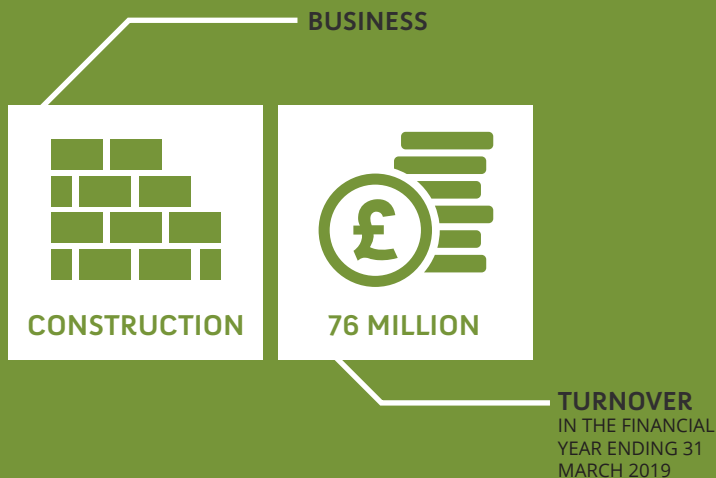 BUSINESS
CONSTRUCTION
£
76 MILLION
TURNOVER
IN THE FINANCIAL
YEAR ENDING 31
MARCH 2019